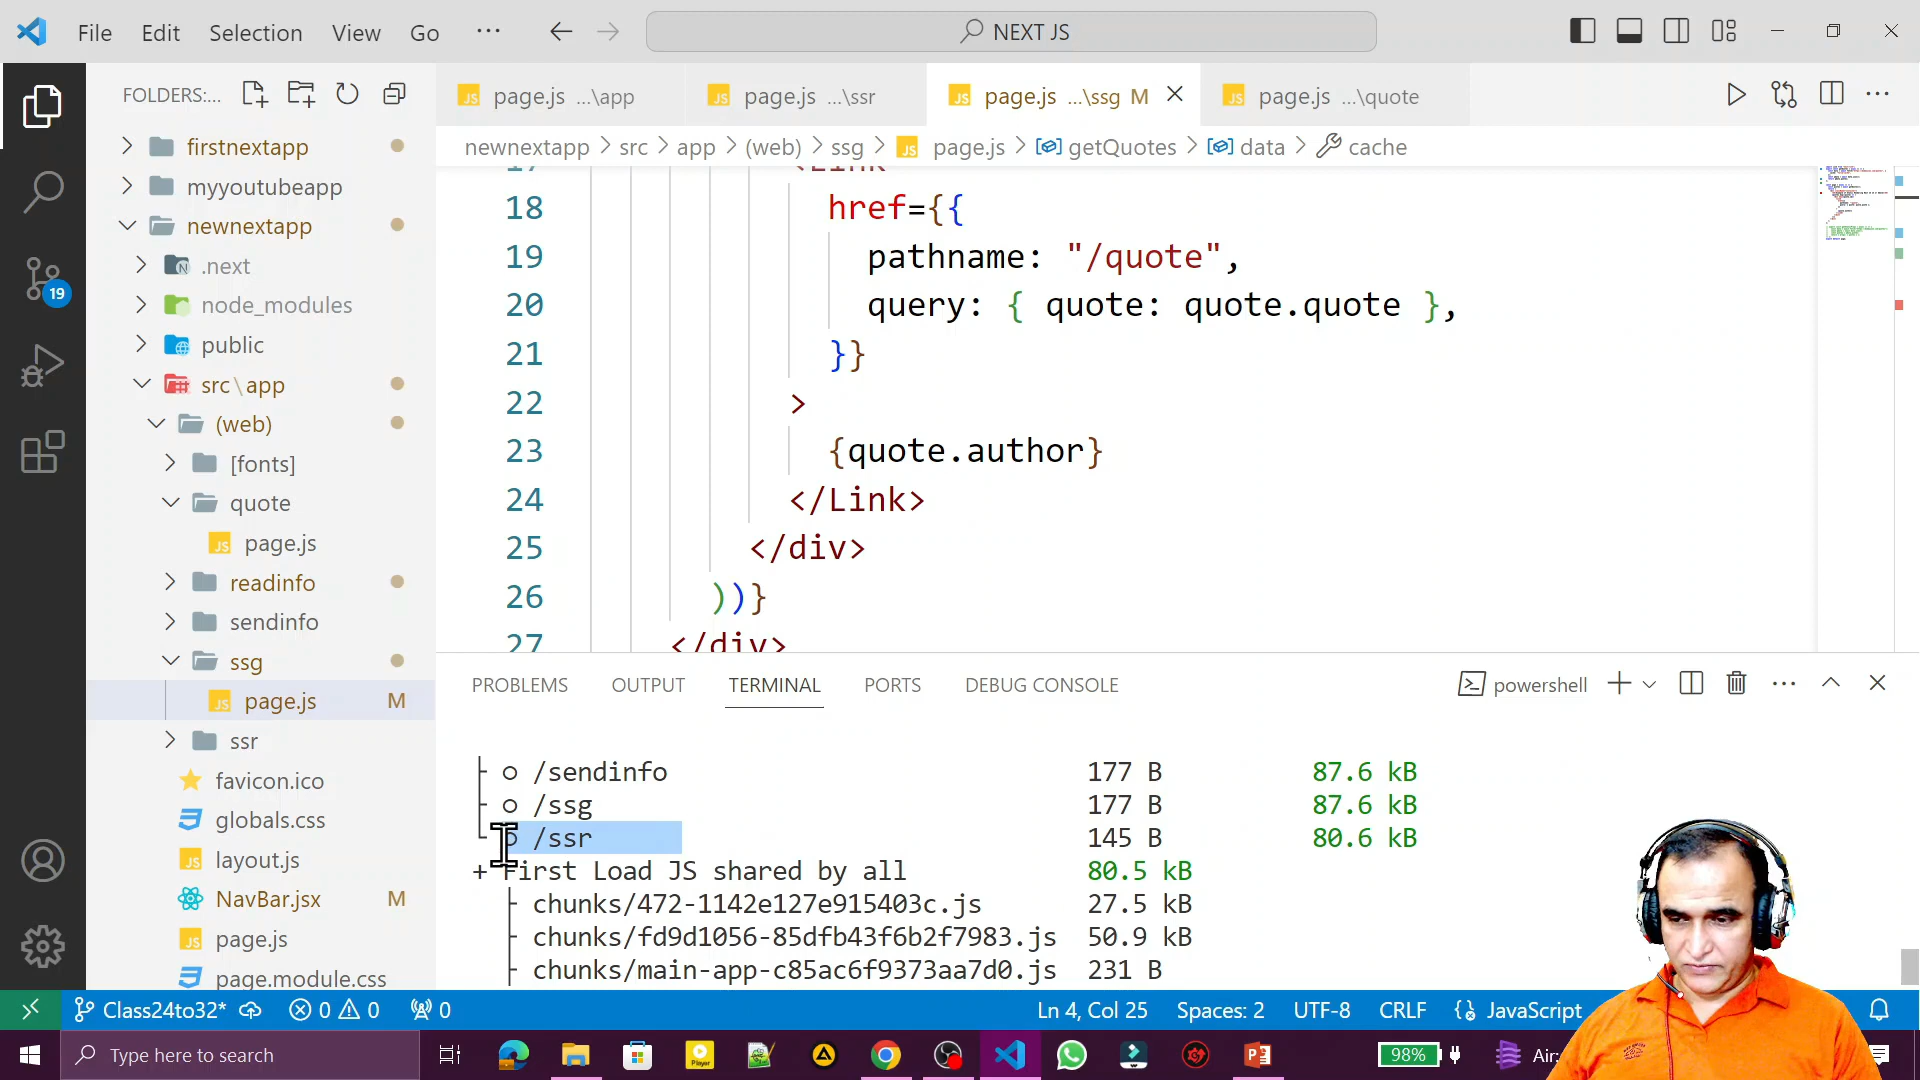 File Edit Selection View Go ··· NEXT JS
FOLDERS:...
page.js ...\app page.js ...\ssr page.js ...\ssg M page.js ...\quote
newnextapp > src > app > (web) > ssg > page.js > getQuotes > data > cache
firstnextapp
myyoutubeapp
newnextapp
.next
node_modules
public
src\app
(web)
[fonts]
quote
page.js
readinfo
sendinfo
ssg
page.js M
ssr
favicon.ico
globals.css
layout.js
NavBar.jsx M
page.js
page.module.css
19
17 <Link
18 href={{
19 pathname: "/quote",
20 query: { quote: quote.quote },
21 }}
22 >
23 {quote.author}
24 </Link>
25 </div>
26 ))}
27 </div>
PROBLEMS OUTPUT TERMINAL PORTS DEBUG CONSOLE powershell
├ ○ /sendinfo 177 B 87.6 kB
├ ○ /ssg 177 B 87.6 kB
└ ○ /ssr 145 B 80.6 kB
+ First Load JS shared by all 80.5 kB
├ chunks/472-1142e127e915403c.js 27.5 kB
├ chunks/fd9d1056-85dfb43f6b2f7983.js 50.9 kB
├ chunks/main-app-c85ac6f9373aa7d0.js 231 B
Class24to32* 0 0 0 Ln 4, Col 25 Spaces: 2 UTF-8 CRLF {} JavaScript
Type here to search 98% Air: